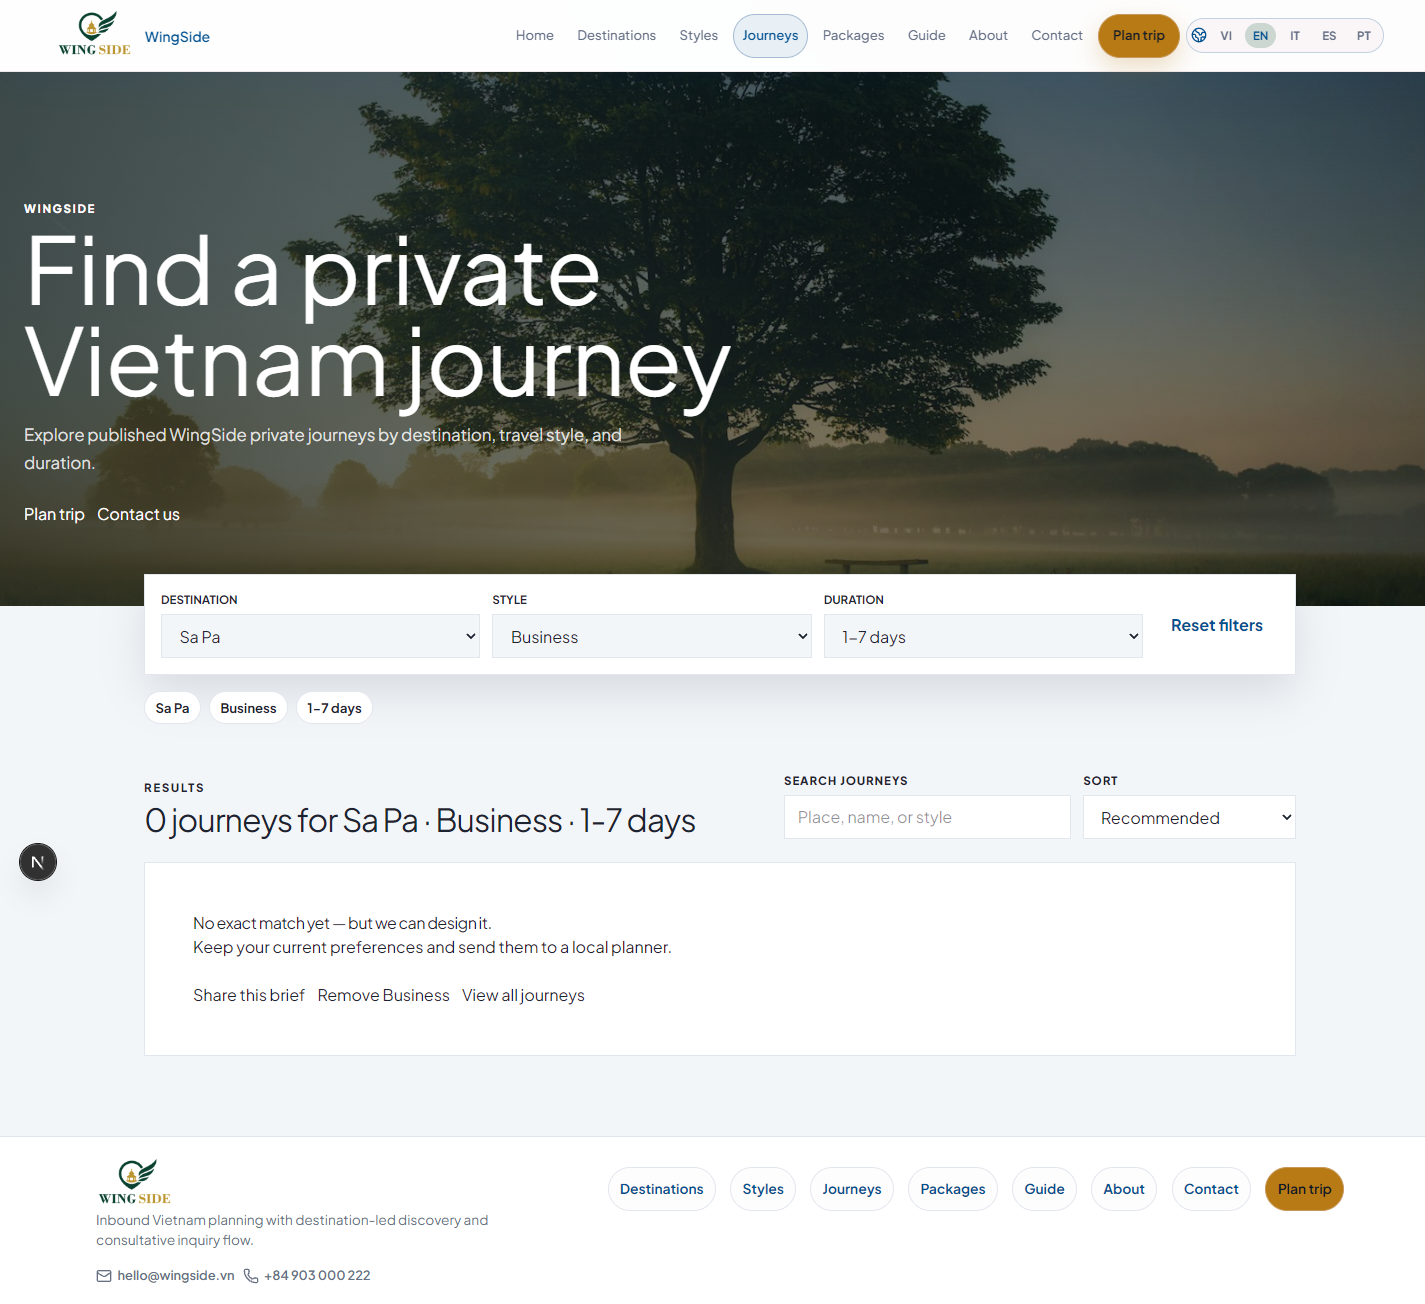 WING SIDE
WingSide
Home
Destinations
Styles
Journeys
Packages
Guide
About
Contact
Plan trip
VI
EN
IT
ES
PT
WINGSIDE
Find a private
Vietnam journey
Explore published WingSide private journeys by destination, travel style, and
duration.
Plan trip
Contact us
DESTINATION
STYLE
DURATION
Sa Pa
Business
1–7 days
Reset filters
Sa Pa
Business
1–7 days
RESULTS
0 journeys for Sa Pa · Business · 1–7 days
SEARCH JOURNEYS
SORT
Place, name, or style
Recommended
N
No exact match yet — but we can design it.
Keep your current preferences and send them to a local planner.
Share this brief
Remove Business
View all journeys
WING SIDE
Inbound Vietnam planning with destination-led discovery and
consultative inquiry flow.
hello@wingside.vn
+84 903 000 222
Destinations
Styles
Journeys
Packages
Guide
About
Contact
Plan trip